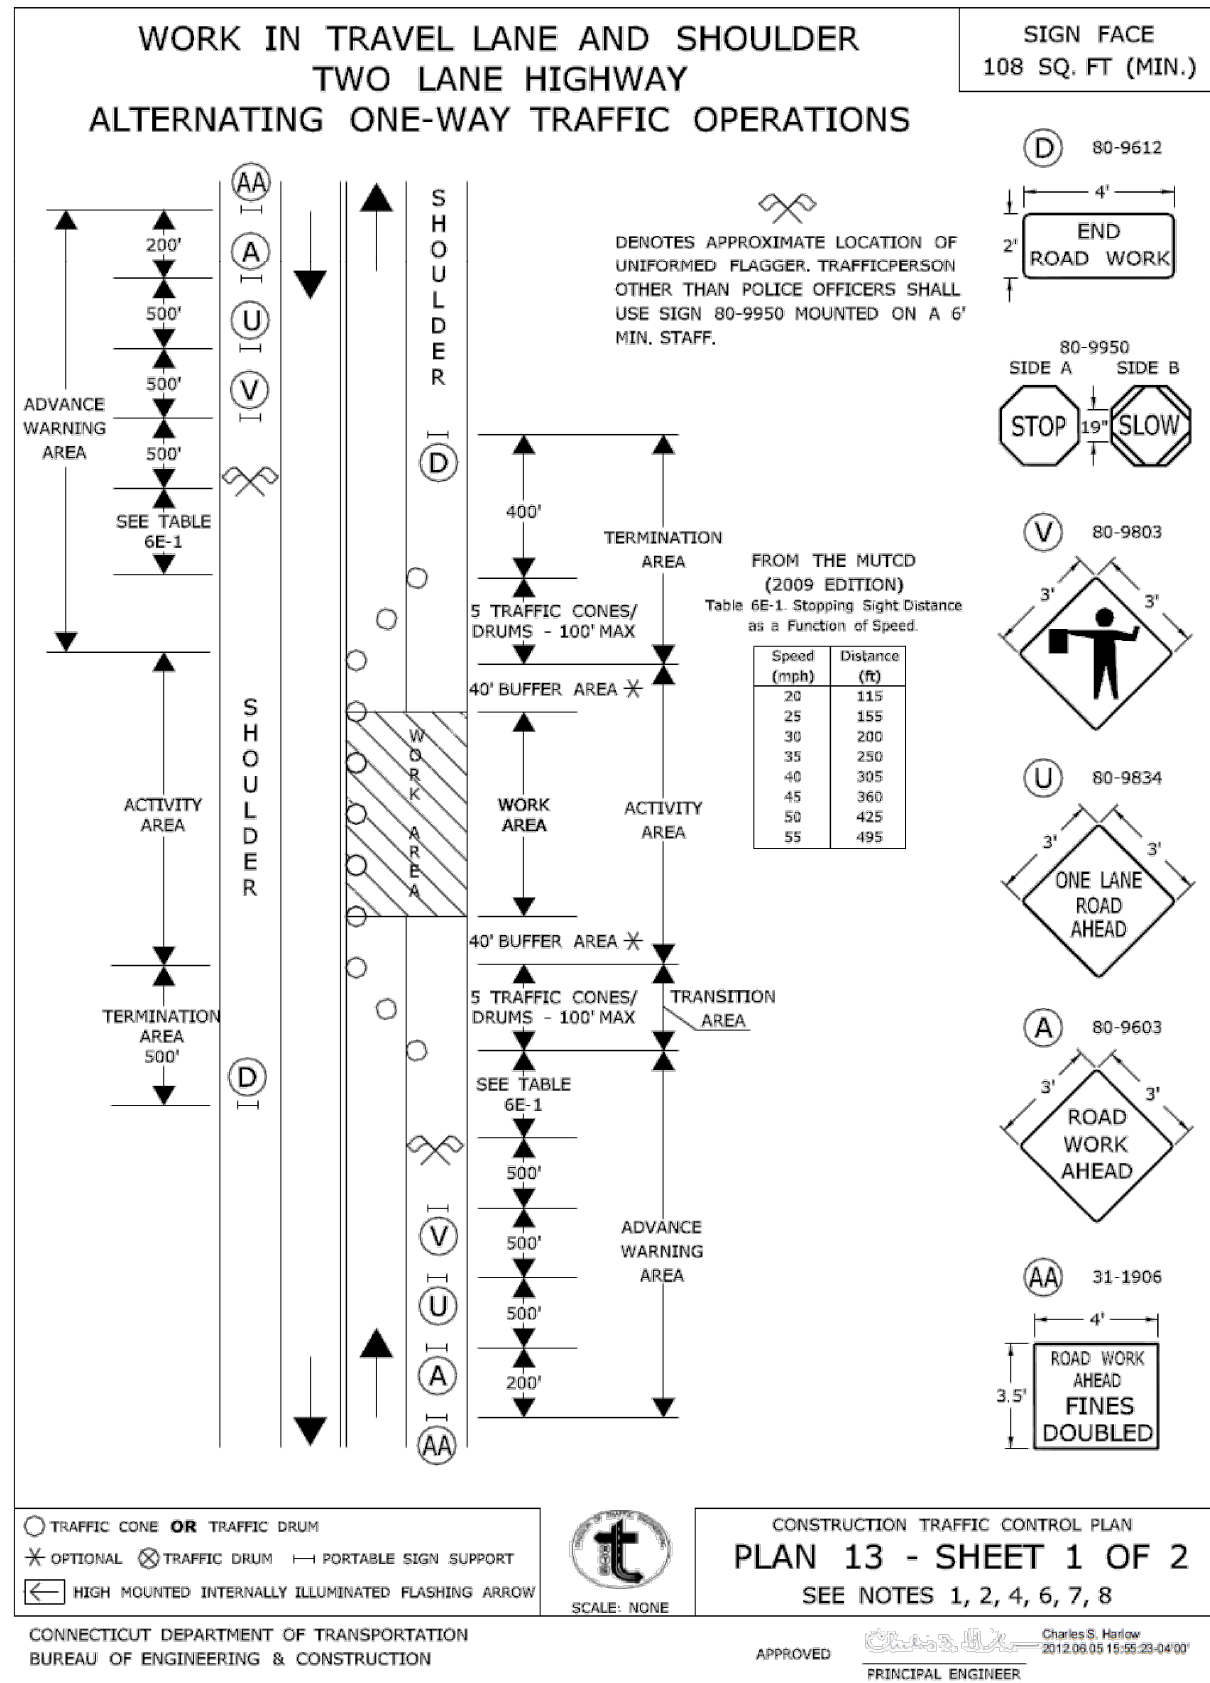 WORK IN TRAVEL LANE AND SHOULDER
TWO LANE HIGHWAY
ALTERNATING ONE-WAY TRAFFIC OPERATIONS
SIGN FACE
108 SQ. FT (MIN.)
AA
A
U
V
200'
500'
500'
500'
SEE TABLE
6E-1
ADVANCE
WARNING
AREA
SHOULDER
ACTIVITY
AREA
TERMINATION
AREA
500'
D
SHOULDER
D
400'
TERMINATION
AREA
5 TRAFFIC CONES/
DRUMS - 100' MAX
40' BUFFER AREA
WORK AREA
WORK
AREA
ACTIVITY
AREA
40' BUFFER AREA
5 TRAFFIC CONES/
DRUMS - 100' MAX
TRANSITION
AREA
SEE TABLE
6E-1
500'
500'
500'
200'
ADVANCE
WARNING
AREA
V
U
A
AA
DENOTES APPROXIMATE LOCATION OF
UNIFORMED FLAGGER. TRAFFICPERSON
OTHER THAN POLICE OFFICERS SHALL
USE SIGN 80-9950 MOUNTED ON A 6'
MIN. STAFF.
FROM THE MUTCD
(2009 EDITION)
Table 6E-1. Stopping Sight Distance
as a Function of Speed.
Speed Distance
(mph) (ft)
20 115
25 155
30 200
35 250
40 305
45 360
50 425
55 495
D 80-9612
4'
2'
END
ROAD WORK
80-9950
SIDE A SIDE B
STOP 19" SLOW
V 80-9803
3' 3'
U 80-9834
3' 3'
ONE LANE
ROAD
AHEAD
A 80-9603
3' 3'
ROAD
WORK
AHEAD
AA 31-1906
4'
3.5'
ROAD WORK
AHEAD
FINES
DOUBLED
TRAFFIC CONE OR TRAFFIC DRUM
OPTIONAL TRAFFIC DRUM PORTABLE SIGN SUPPORT
HIGH MOUNTED INTERNALLY ILLUMINATED FLASHING ARROW
SCALE: NONE
CONSTRUCTION TRAFFIC CONTROL PLAN
PLAN 13 - SHEET 1 OF 2
SEE NOTES 1, 2, 4, 6, 7, 8
CONNECTICUT DEPARTMENT OF TRANSPORTATION
BUREAU OF ENGINEERING & CONSTRUCTION
APPROVED
Charles S. Harlow
2012.06.05 15:55:23-04'00'
PRINCIPAL ENGINEER